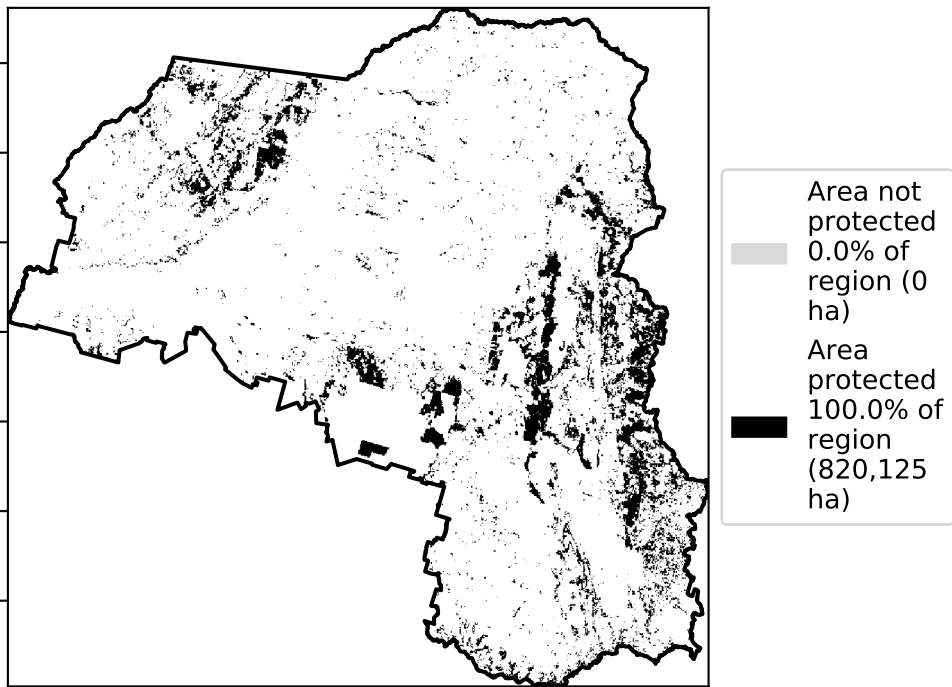 Area not
protected
0.0% of
region (0
ha)
Area
protected
100.0% of
region
(820,125
ha)